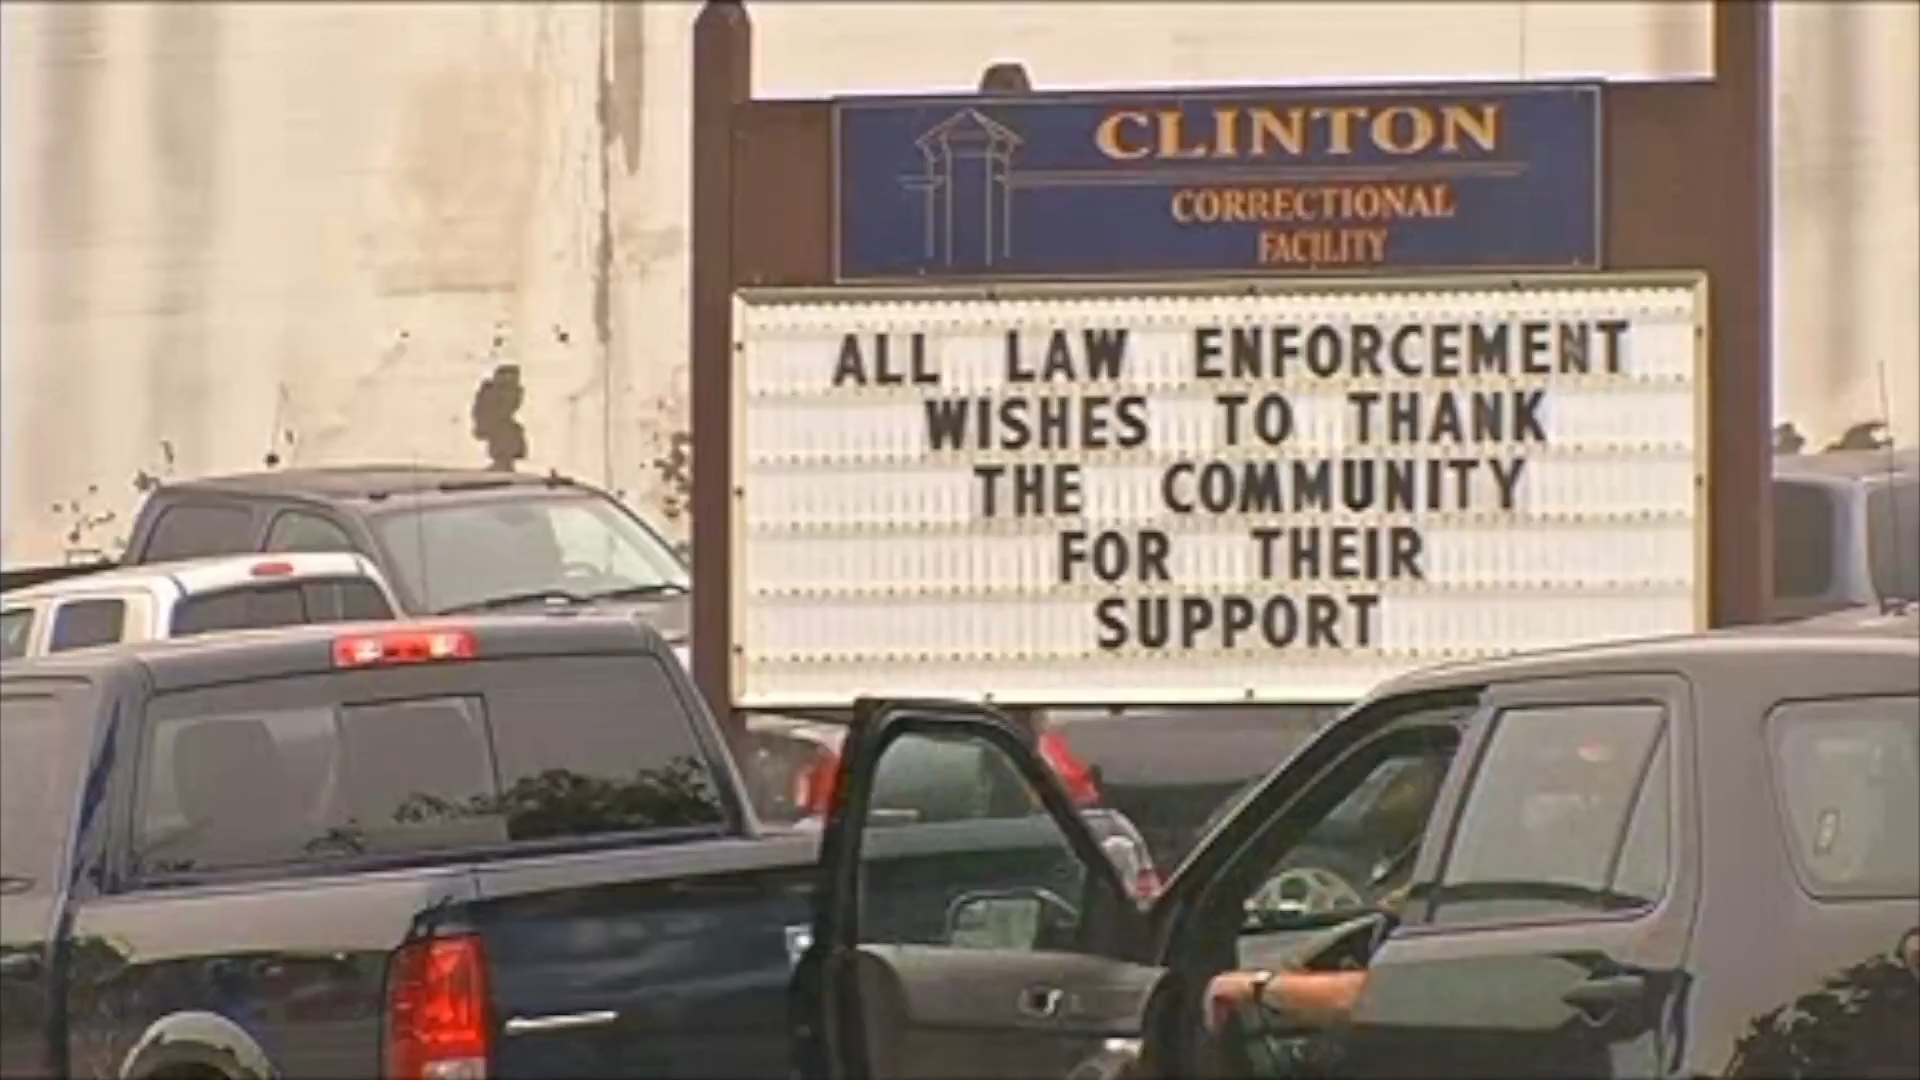 CLINTON
CORRECTIONAL
FACILITY
ALL LAW ENFORCEMENT
WISHES TO THANK
THE COMMUNITY
FOR THEIR
SUPPORT